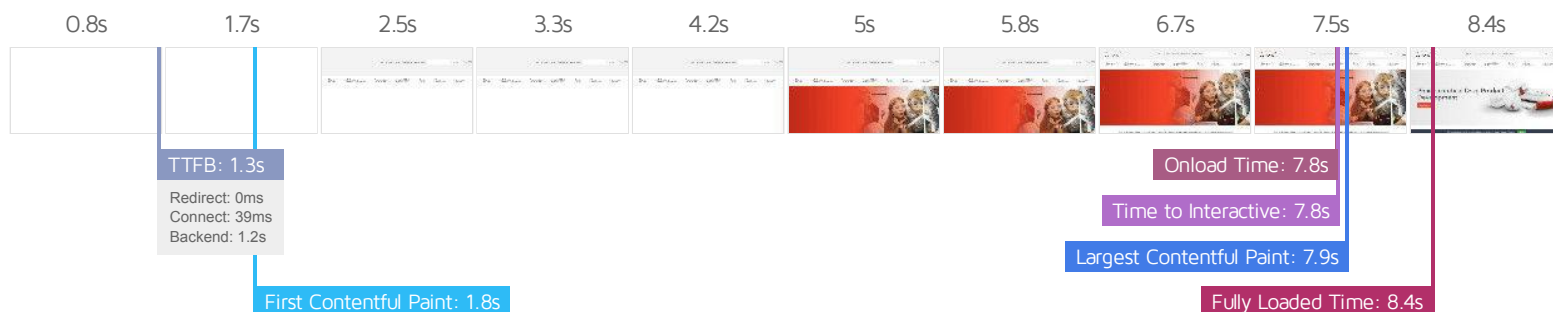 0.8s 1.7s 2.5s 3.3s 4.2s 5s 5.8s 6.7s 7.5s 8.4s
TTFB: 1.3s
Redirect: 0ms
Connect: 39ms
Backend: 1.2s
Onload Time: 7.8s
Time to Interactive: 7.8s
Largest Contentful Paint: 7.9s
First Contentful Paint: 1.8s
Fully Loaded Time: 8.4s